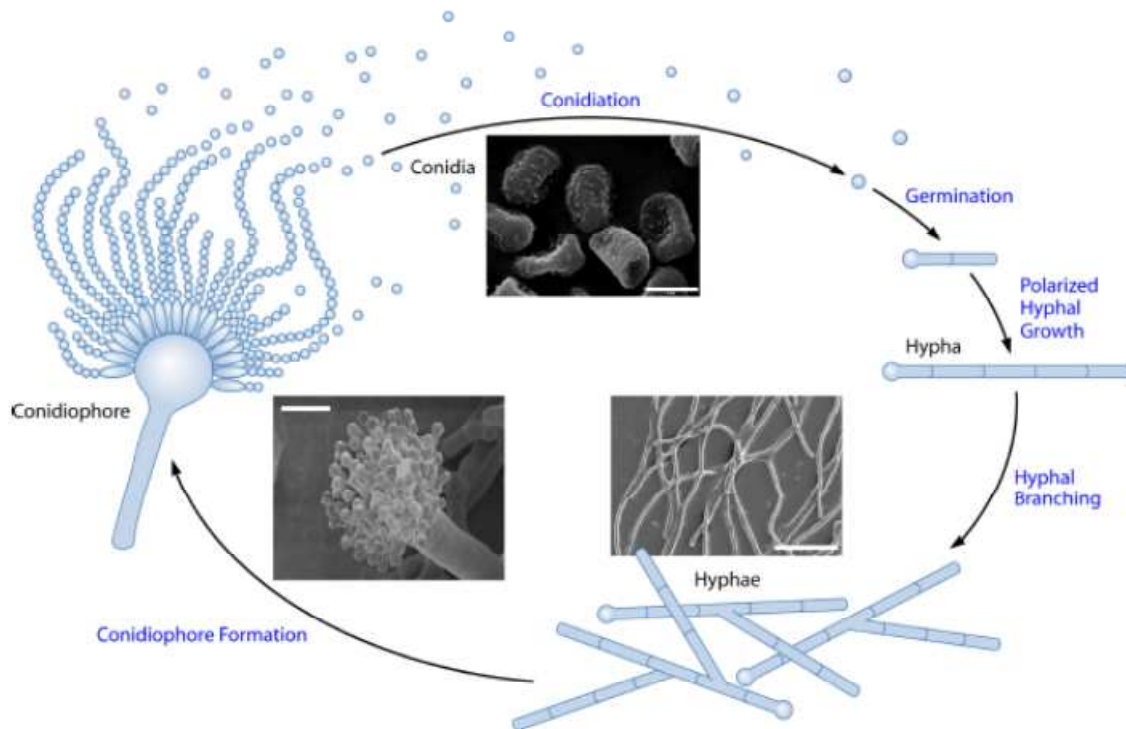 Conidiation
Conidia
Germination
Polarized
Hyphal
Growth
Hypha
Conidiophore
Hyphal
Branching
Hyphae
Conidiophore Formation